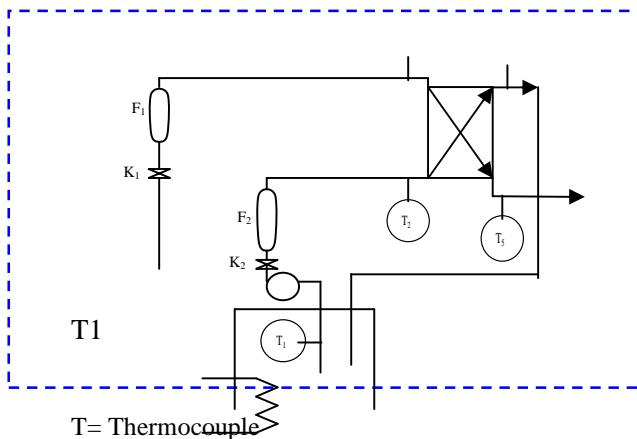 F₁
K₁
F₂
T₂
T₅
K₂
T1
T₁
T= Thermocouple